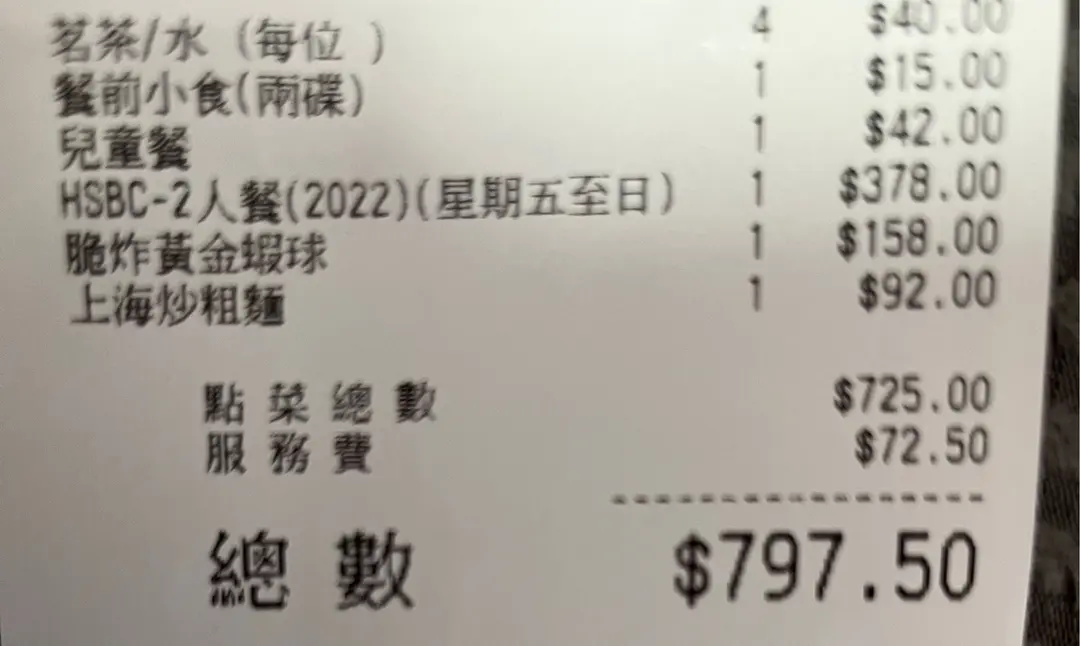 茗茶/水 (每位 ) 4 $40.00
餐前小食(兩碟) 1 $15.00
兒童餐 1 $42.00
HSBC-2人餐(2022)(星期五至日) 1 $378.00
脆炸黃金蝦球 1 $158.00
上海炒粗麵 1 $92.00
點菜總數 $725.00
服務費 $72.50
總數 $797.50